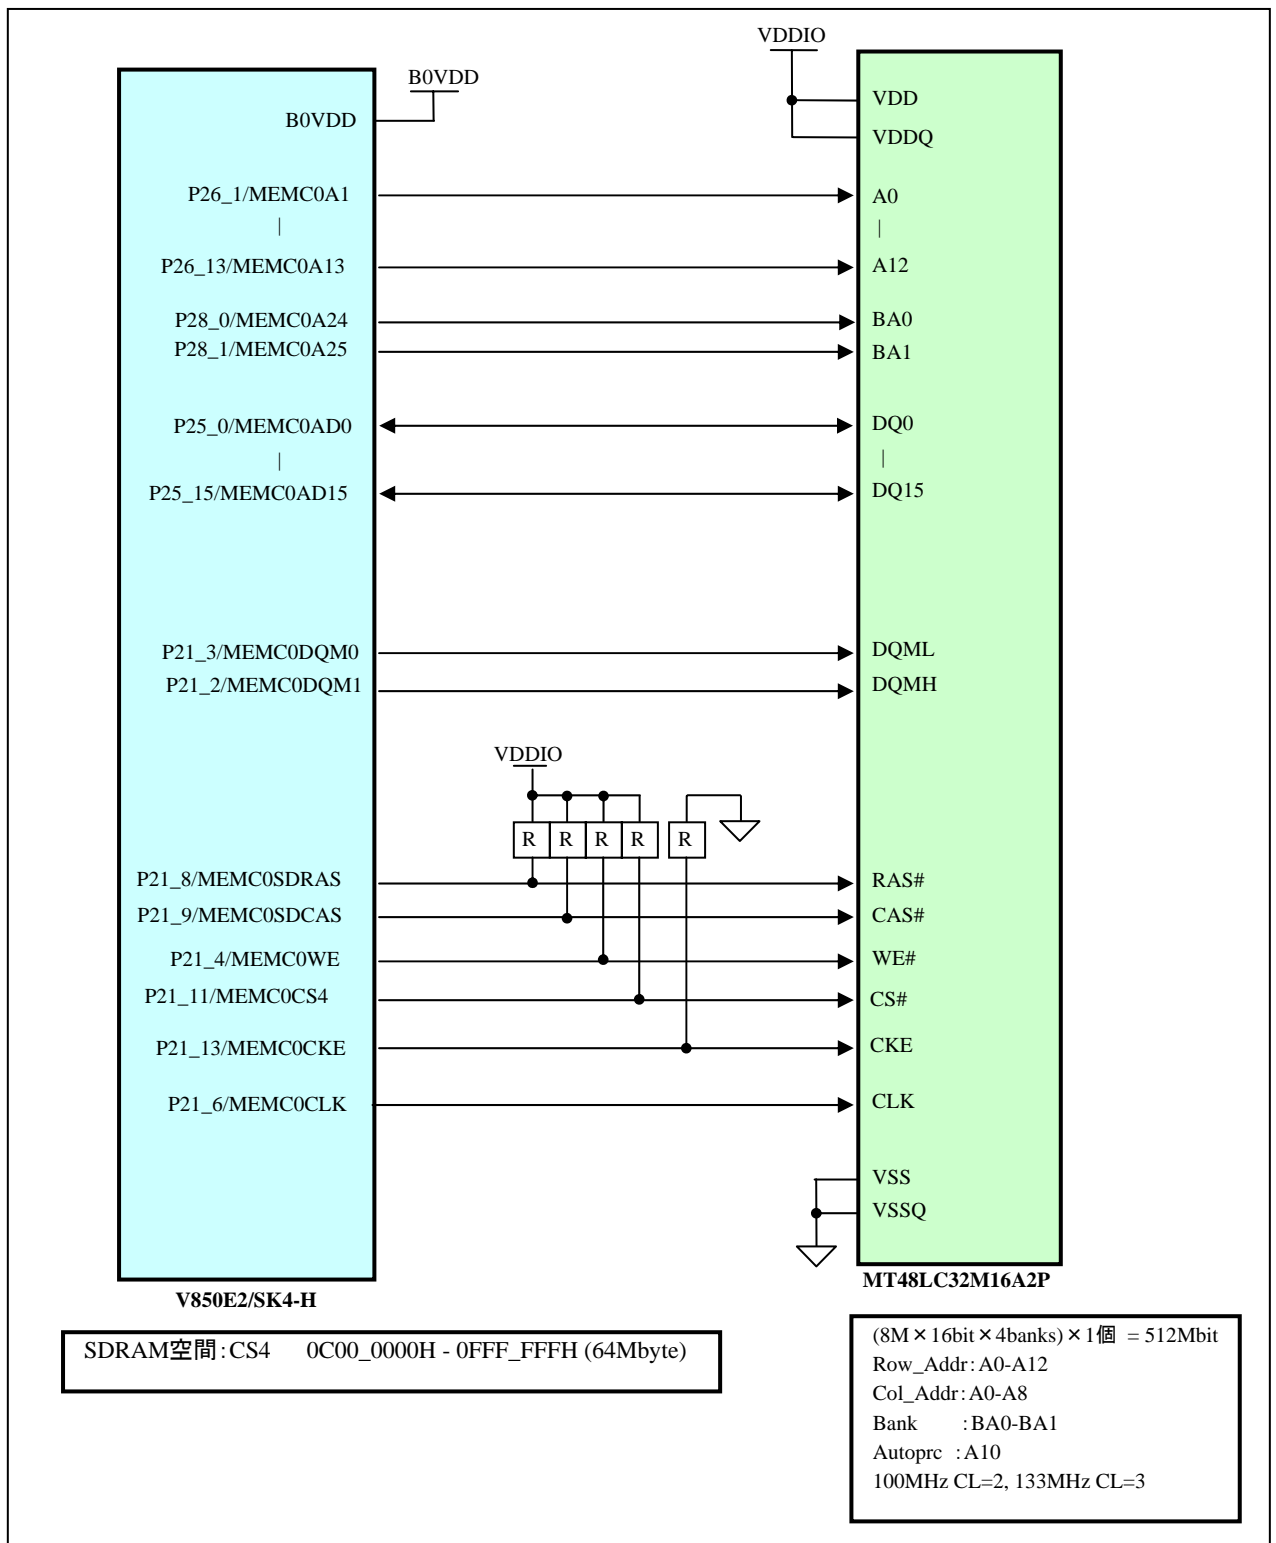 VDDIO
B0VDD
B0VDD
VDD
VDDQ
P26_1/MEMC0A1
A0
|
|
P26_13/MEMC0A13
A12
P28_0/MEMC0A24
BA0
P28_1/MEMC0A25
BA1
P25_0/MEMC0AD0
DQ0
|
|
P25_15/MEMC0AD15
DQ15
P21_3/MEMC0DQM0
DQML
P21_2/MEMC0DQM1
DQMH
VDDIO
R R R R R
P21_8/MEMC0SDRAS
RAS#
P21_9/MEMC0SDCAS
CAS#
P21_4/MEMC0WE
WE#
P21_11/MEMC0CS4
CS#
P21_13/MEMC0CKE
CKE
P21_6/MEMC0CLK
CLK
VSS
VSSQ
V850E2/SK4-H
MT48LC32M16A2P
SDRAM空間:CS4 0C00_0000H - 0FFF_FFFH (64Mbyte)
(8M×16bit×4banks)×1個 = 512Mbit
Row_Addr:A0-A12
Col_Addr:A0-A8
Bank :BA0-BA1
Autoprc :A10
100MHz CL=2, 133MHz CL=3